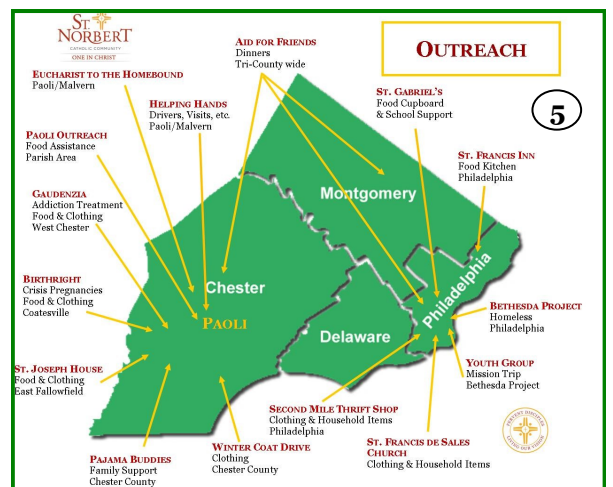 ST.
NORBERT
CATHOLIC COMMUNITY
ONE IN CHRIST
OUTREACH
5
AID FOR FRIENDS
Dinners
Tri-County wide
EUCHARIST TO THE HOMEBOUND
Paoli/Malvern
HELPING HANDS
Drivers, Visits, etc.
Paoli/Malvern
ST. GABRIEL'S
Food Cupboard
& School Support
PAOLI OUTREACH
Food Assistance
Parish Area
ST. FRANCIS INN
Food Kitchen
Philadelphia
GAUDENZIA
Addiction Treatment
Food & Clothing
West Chester
Montgomery
BIRTHRIGHT
Crisis Pregnancies
Food & Clothing
Coatesville
Chester
PAOLI
Philadelphia
Delaware
BETHESDA PROJECT
Homeless
Philadelphia
ST. JOSEPH HOUSE
Food & Clothing
East Fallowfield
YOUTH GROUP
Mission Trip
Bethesda Project
SECOND MILE THRIFT SHOP
Clothing & Household Items
Philadelphia
PAJAMA BUDDIES
Family Support
Chester County
WINTER COAT DRIVE
Clothing
Chester County
ST. FRANCIS DE SALES
CHURCH
Clothing & Household Items